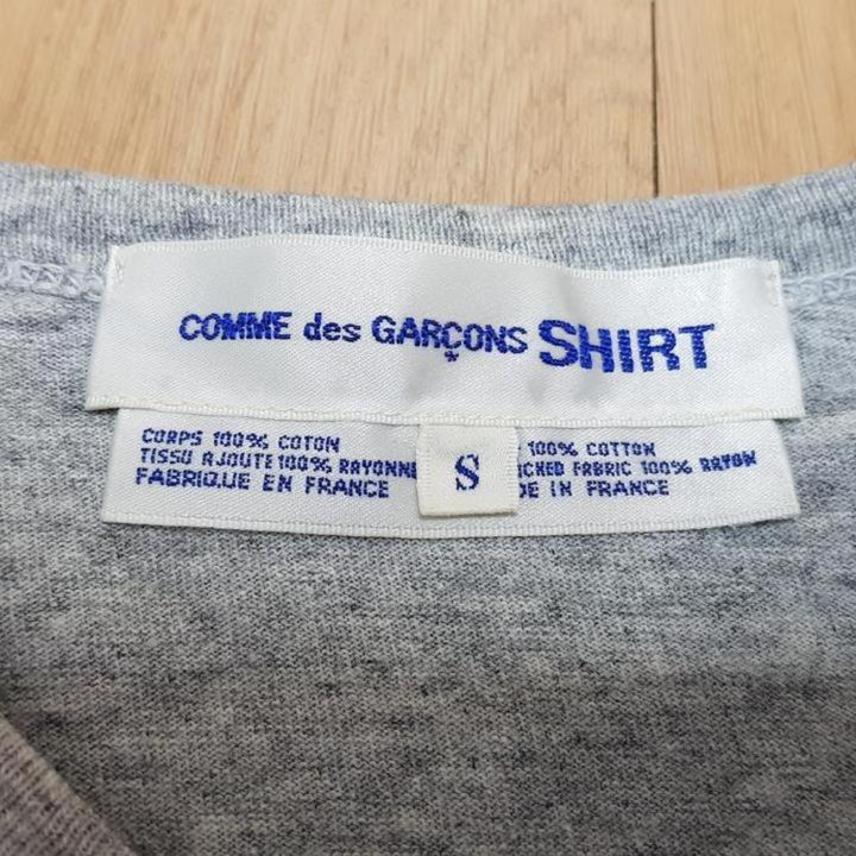 COMME des GARÇONS SHIRT
CORPS 100% COTON
TISSU AJOUTE 100% RAYONNE
FABRIQUE EN FRANCE
S
100% COTTON
FABRIC 100% RAYON
IN FRANCE